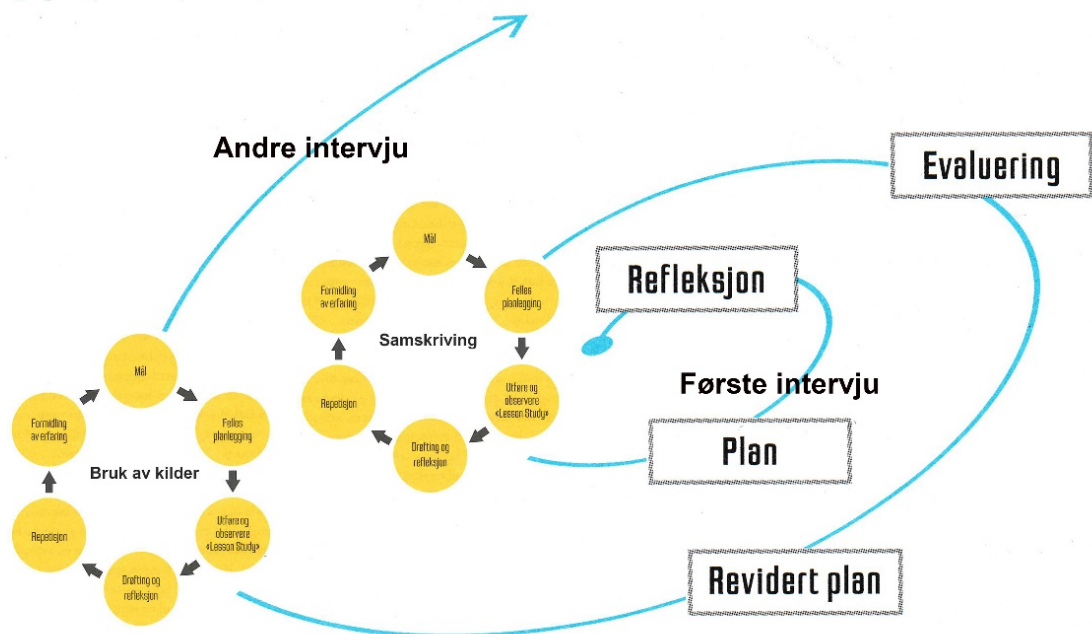 Andre intervju
Evaluering
Refleksjon
Første intervju
Plan
Revidert plan
Mål
Felles
planlegging
Utføre og
observere
«Lesson Study»
Drøfting og
refleksjon
Repetisjon
Formidling
av erfaring
Samskriving
Mål
Felles
planlegging
Utføre og
observere
«Lesson Study»
Drøfting og
refleksjon
Repetisjon
Formidling
av erfaring
Bruk av kilder